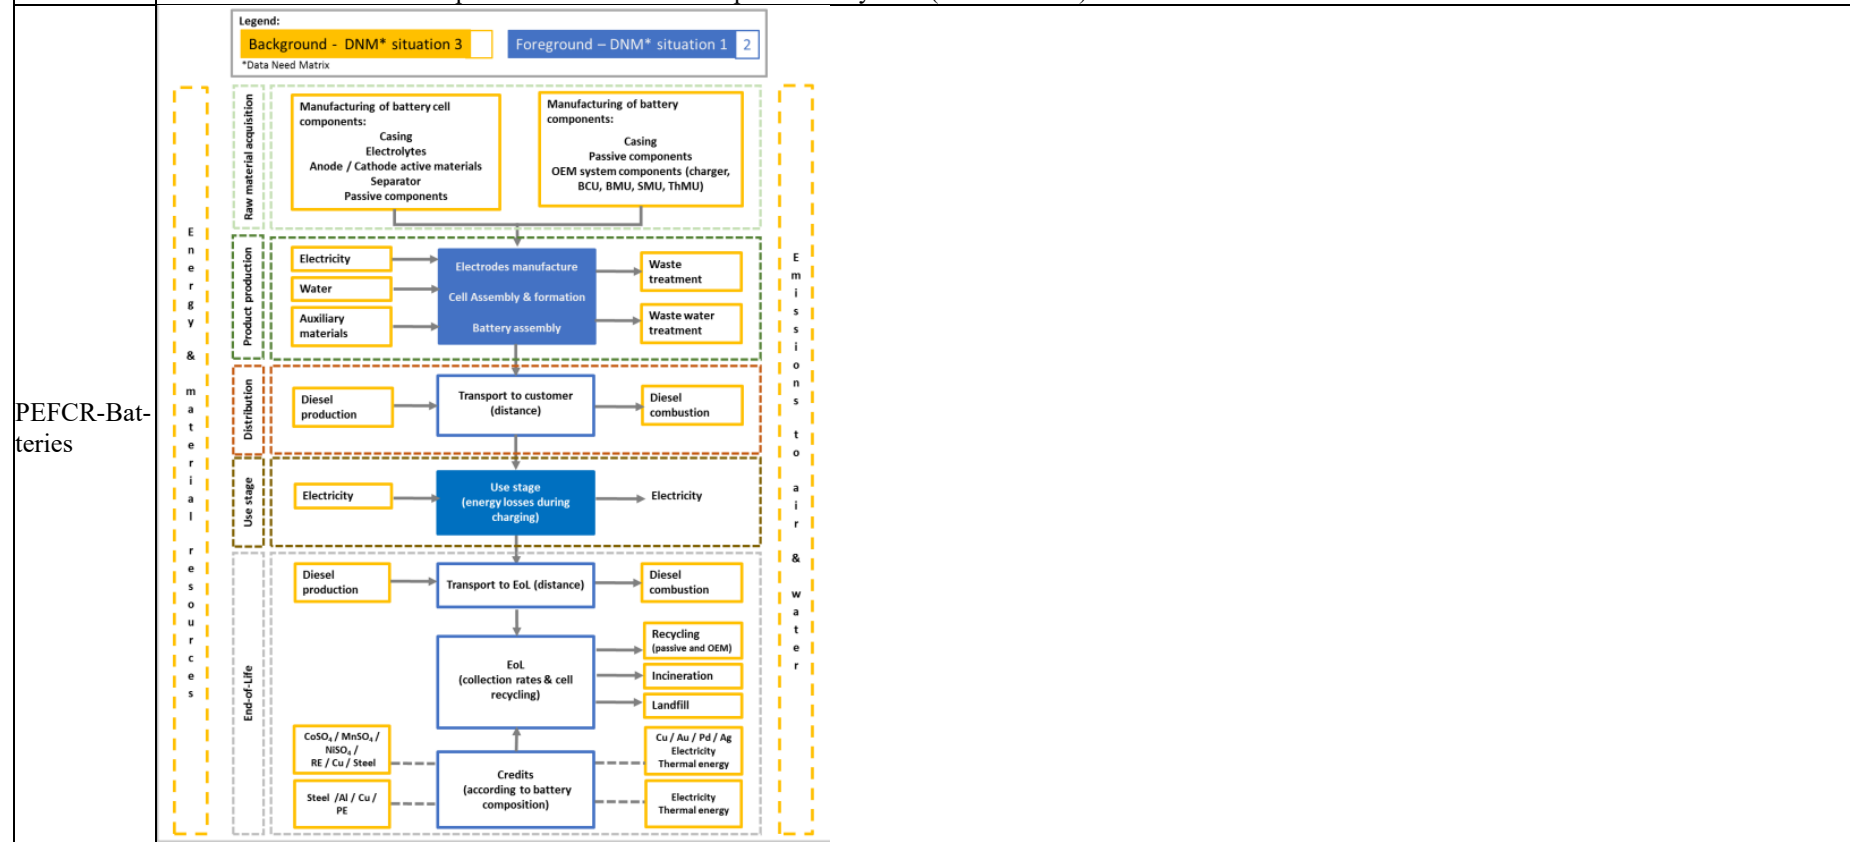 PEFCR-Bat-
teries
Legend:
Background - DNM* situation 3
Foreground – DNM* situation 1
2
*Data Need Matrix
Energy & material resources
Emissions to air & water
Raw material acquisition
Manufacturing of battery cell
components:
Casing
Electrolytes
Anode / Cathode active materials
Separator
Passive components
Manufacturing of battery
components:
Casing
Passive components
OEM system components (charger,
BCU, BMU, SMU, ThMU)
Product production
Electricity
Water
Auxiliary
materials
Electrodes manufacture
Cell Assembly & formation
Battery assembly
Waste
treatment
Waste water
treatment
Distribution
Diesel
production
Transport to customer
(distance)
Diesel
combustion
Use stage
Electricity
Use stage
(energy losses during
charging)
Electricity
End-of-Life
Diesel
production
Transport to EoL (distance)
Diesel
combustion
EoL
(collection rates & cell
recycling)
Recycling
(passive and OEM)
Incineration
Landfill
CoSO₄ / MnSO₄ /
NiSO₄ /
RE / Cu / Steel
Steel /Al / Cu /
PE
Credits
(according to battery
composition)
Cu / Au / Pd / Ag
Electricity
Thermal energy
Electricity
Thermal energy